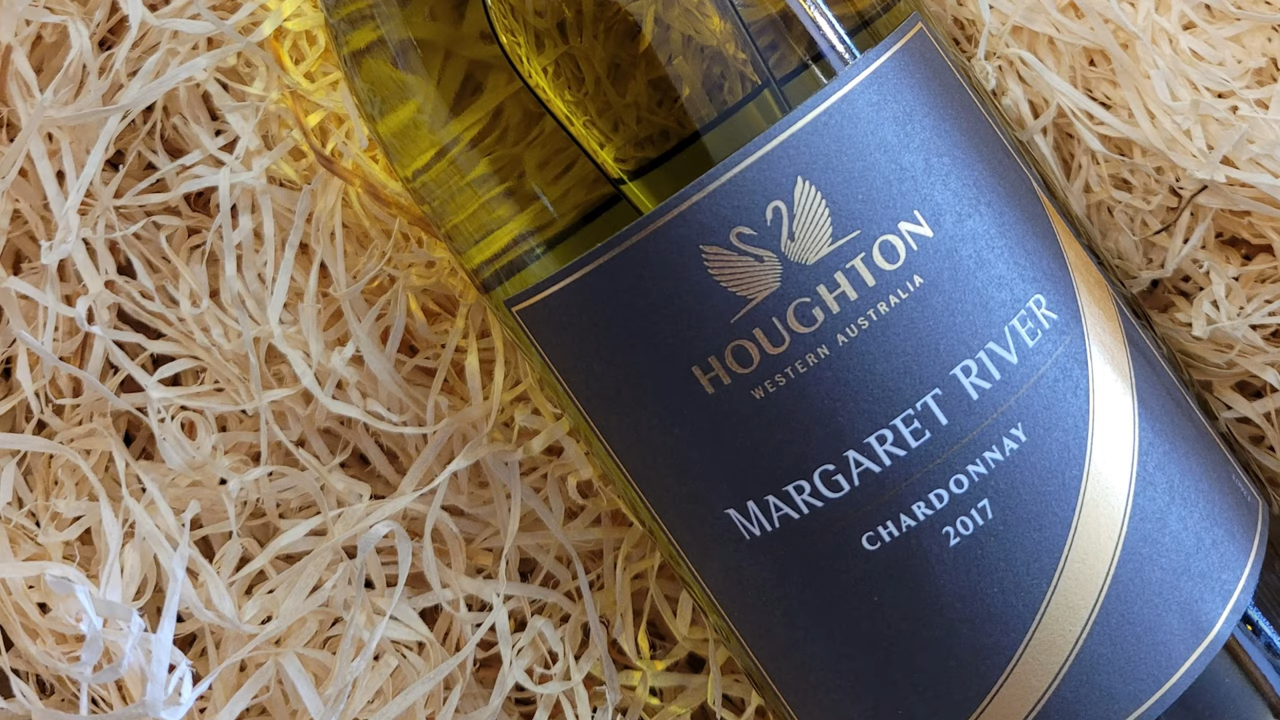 HOUGHTON
WESTERN AUSTRALIA
MARGARET RIVER
CHARDONNAY
2017